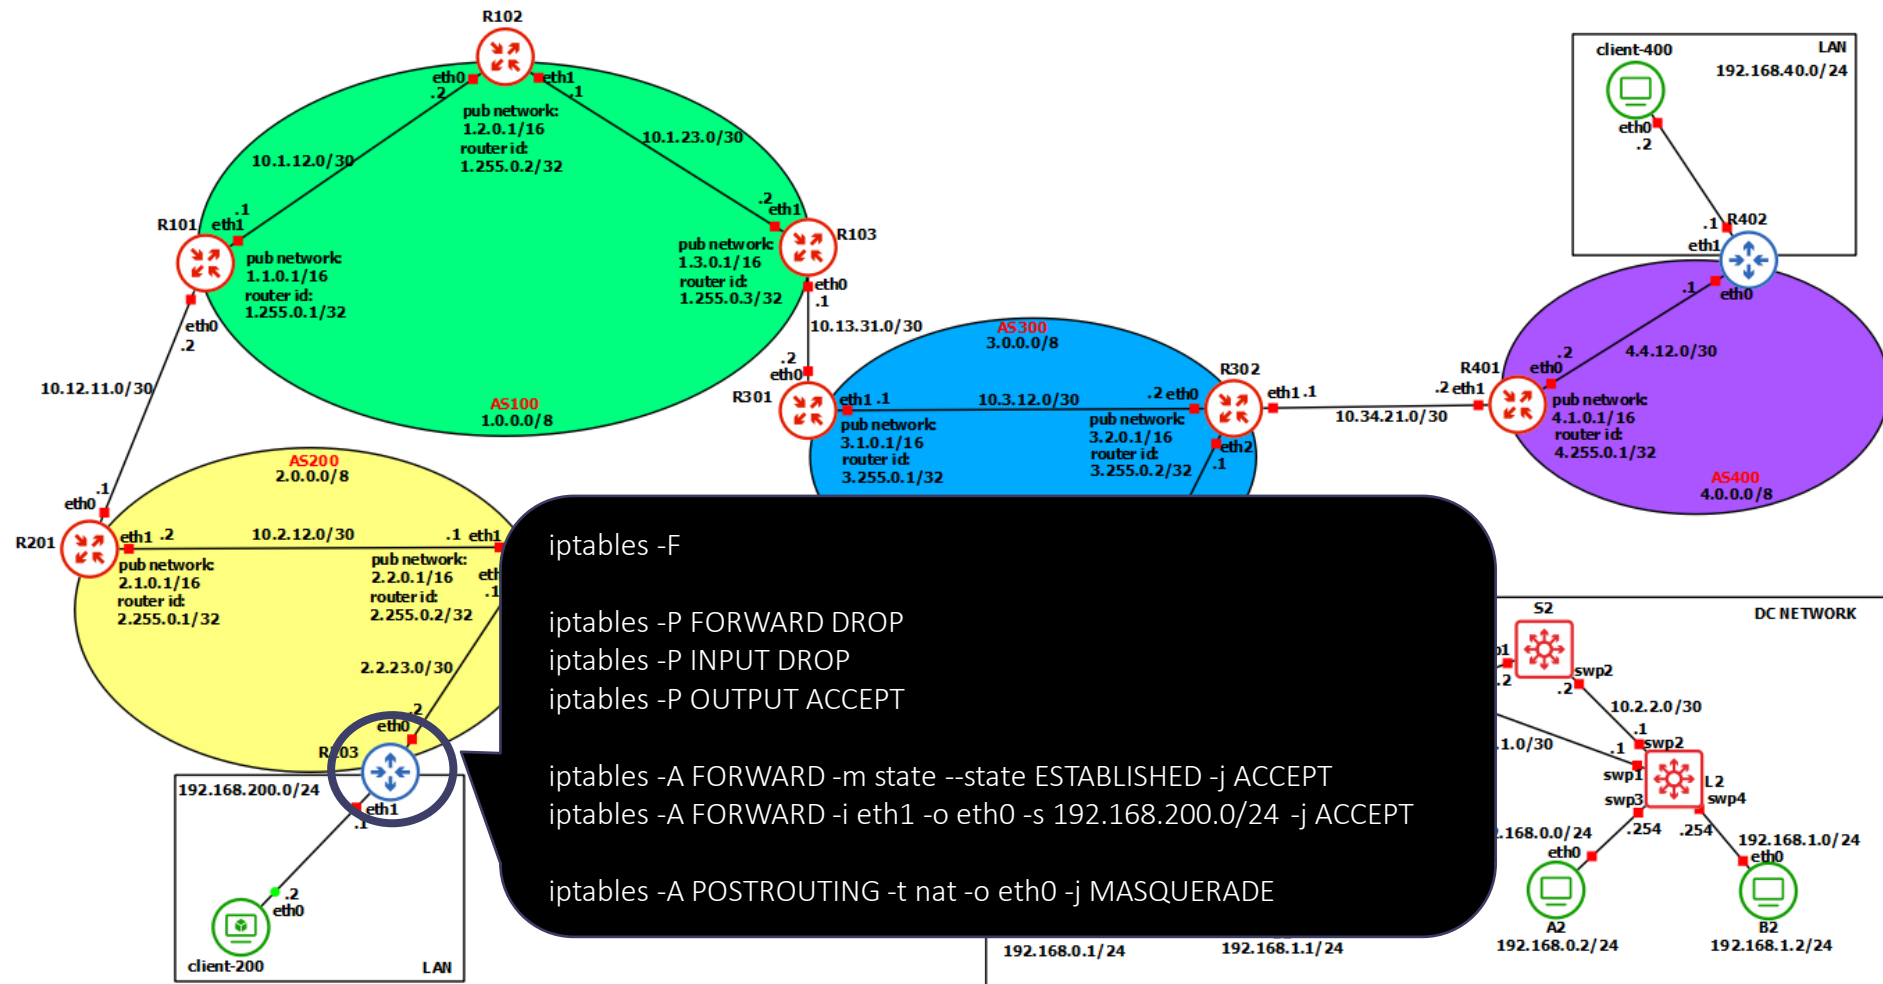 R102
eth0
.2
eth1
.1
pub network:
1.2.0.1/16
router id:
1.255.0.2/32
10.1.12.0/30
10.1.23.0/30
R101
.1
eth1
pub network:
1.1.0.1/16
router id:
1.255.0.1/32
eth0
.2
.2
eth1
R103
pub network:
1.3.0.1/16
router id:
1.255.0.3/32
eth0
.1
AS100
1.0.0.0/8
10.12.11.0/30
10.13.31.0/30
client-400
LAN
192.168.40.0/24
eth0
.2
.1
R402
eth1
.1
eth0
4.4.12.0/30
R401
.2
eth0
.2 eth1
pub network:
4.1.0.1/16
router id:
4.255.0.1/32
AS400
4.0.0.0/8
AS300
3.0.0.0/8
.2
eth0
R301
eth1 .1
10.3.12.0/30
.2 eth0
R302
eth1 .1
10.34.21.0/30
pub network:
3.1.0.1/16
router id:
3.255.0.1/32
pub network:
3.2.0.1/16
router id:
3.255.0.2/32
eth2
.1
AS200
2.0.0.0/8
.1
eth0
R201
eth1 .2
10.2.12.0/30
.1 eth1
pub network:
2.1.0.1/16
router id:
2.255.0.1/32
pub network:
2.2.0.1/16
router id:
2.255.0.2/32
.1
2.2.23.0/30
.2
eth0
192.168.200.0/24
eth1
.1
.2
eth0
client-200
LAN
iptables -F
iptables -P FORWARD DROP
iptables -P INPUT DROP
iptables -P OUTPUT ACCEPT
iptables -A FORWARD -m state --state ESTABLISHED -j ACCEPT
iptables -A FORWARD -i eth1 -o eth0 -s 192.168.200.0/24 -j ACCEPT
iptables -A POSTROUTING -t nat -o eth0 -j MASQUERADE
S2
DC NETWORK
.2
swp2
.2
10.2.2.0/30
.1
.1.0/30
.1
swp2
swp1
L2
swp3
swp4
.168.0.0/24
.254
.254
192.168.1.0/24
eth0
eth0
A2
192.168.0.2/24
B2
192.168.1.2/24
192.168.0.1/24
192.168.1.1/24